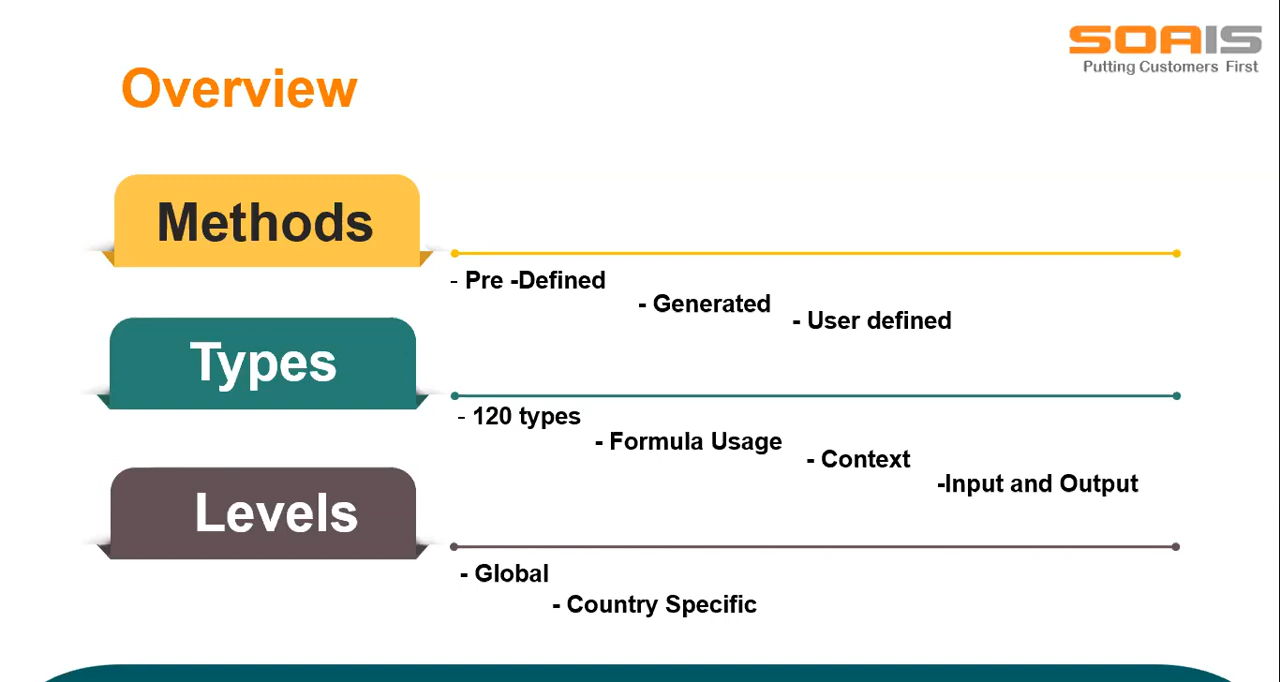 SOAIS
Putting Customers First
Overview
Methods
- Pre -Defined
- Generated
- User defined
Types
- 120 types
- Formula Usage
- Context
-Input and Output
Levels
- Global
- Country Specific